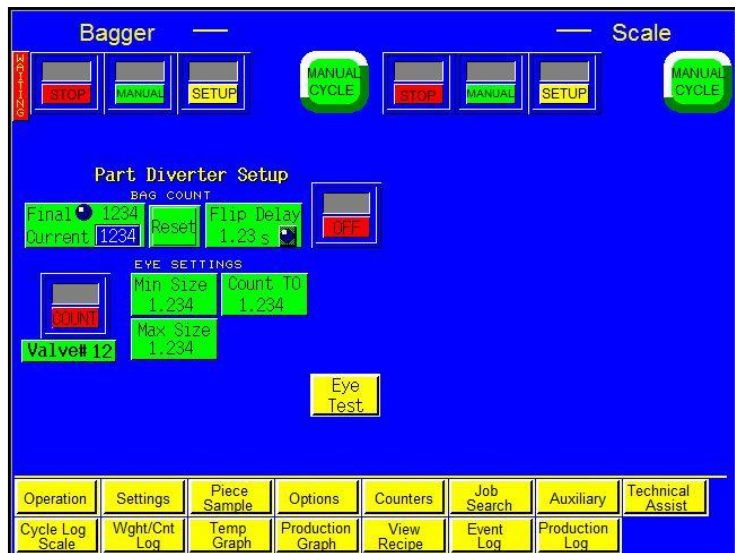 Bagger — — Scale
WAITING
STOP MANUAL SETUP MANUAL CYCLE STOP MANUAL SETUP MANUAL CYCLE
Part Diverter Setup
BAG COUNT
Final 1234 Reset Flip Delay OFF
Current 1234 1.23 s
EYE SETTINGS
Min Size Count TO
1.234 1.234
COUNT Max Size
Valve# 12 1.234
Eye
Test
Operation Settings Piece Sample Options Counters Job Search Auxiliary Technical Assist
Cycle Log Scale Wght/Cnt Log Temp Graph Production Graph View Recipe Event Log Production Log